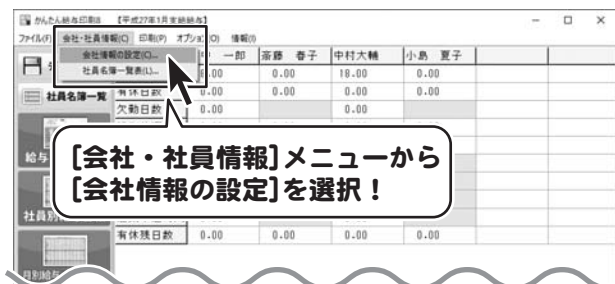 かんたん給与印刷8 【平成27年1月支給給与】
ファイル(F) 会社・社員情報(C) 印刷(P) オプション(O) 情報(I)
会社情報の設定(C)...
社員名簿一覧表(L)...
一郎 斎藤 春子 中村大輔 小島 夏子
.00 0.00 18.00 0.00
社員名簿一覧 有休日数 0.00 0.00 0.00 0.00
欠勤日数 0.00 0.00
給与
[会社・社員情報]メニューから
[会社情報の設定]を選択!
社員別
有休残日数 0.00 0.00 0.00 0.00
月別給与